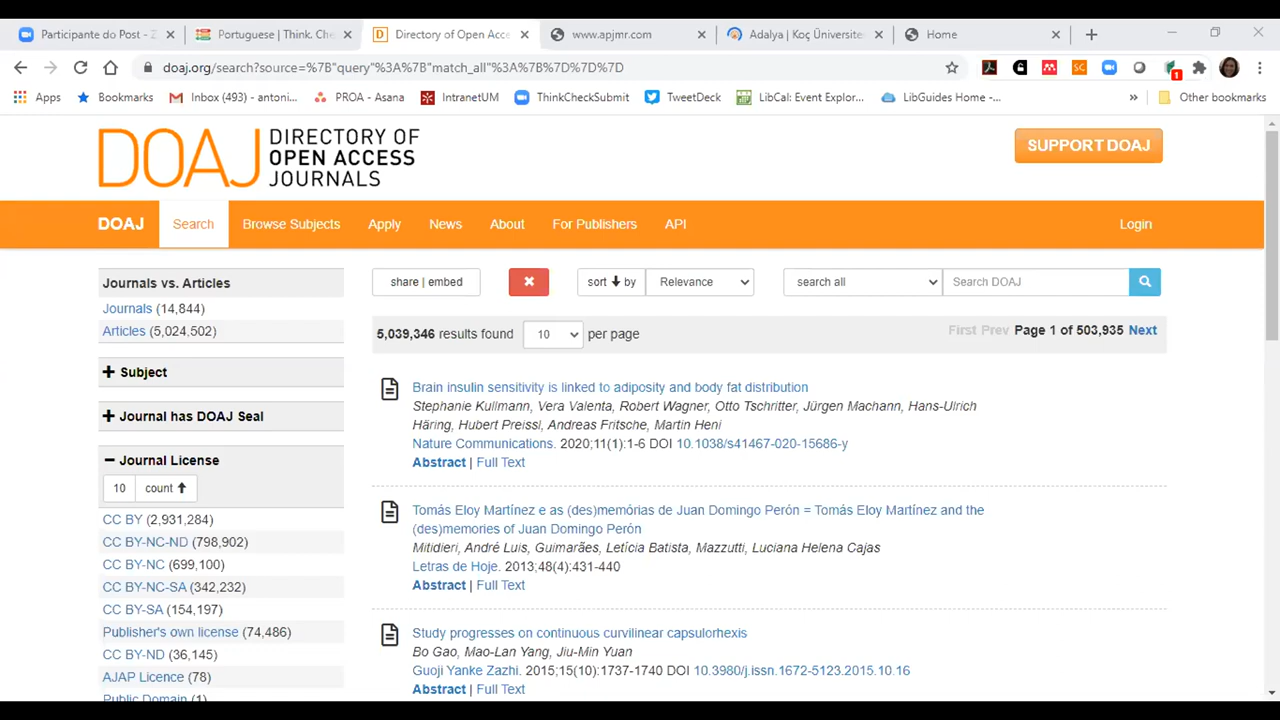 Participante do Post - Z
Portuguese | Think. Che
Directory of Open Acce
www.apjmr.com
Adalya | Koç Üniversite
Home
doaj.org/search?source=%7B"query"%3A%7B"match_all"%3A%7B%7D%7D%7D
Apps
Bookmarks
Inbox (493) - antoni...
PROA - Asana
IntranetUM
ThinkCheckSubmit
TweetDeck
LibCal: Event Explor...
LibGuides Home -...
»
Other bookmarks
DOAJ
DIRECTORY OF
OPEN ACCESS
JOURNALS
SUPPORT DOAJ
DOAJ Search Browse Subjects Apply News About For Publishers API Login
Journals vs. Articles
Journals (14,844)
Articles (5,024,502)
Subject
Journal has DOAJ Seal
Journal License
10 count
CC BY (2,931,284)
CC BY-NC-ND (798,902)
CC BY-NC (699,100)
CC BY-NC-SA (342,232)
CC BY-SA (154,197)
Publisher's own license (74,486)
CC BY-ND (36,145)
AJAP Licence (78)
Public Domain (1)
share | embed
sort by Relevance
search all
Search DOAJ
5,039,346 results found 10 per page
First Prev Page 1 of 503,935 Next
Brain insulin sensitivity is linked to adiposity and body fat distribution
Stephanie Kullmann, Vera Valenta, Robert Wagner, Otto Tschritter, Jürgen Machann, Hans-Ulrich
Häring, Hubert Preissl, Andreas Fritsche, Martin Heni
Nature Communications. 2020;11(1):1-6 DOI 10.1038/s41467-020-15686-y
Abstract | Full Text
Tomás Eloy Martínez e as (des)memórias de Juan Domingo Perón = Tomás Eloy Martínez and the
(des)memories of Juan Domingo Perón
Mitidieri, André Luis, Guimarães, Letícia Batista, Mazzutti, Luciana Helena Cajas
Letras de Hoje. 2013;48(4):431-440
Abstract | Full Text
Study progresses on continuous curvilinear capsulorhexis
Bo Gao, Mao-Lan Yang, Jiu-Min Yuan
Guoji Yanke Zazhi. 2015;15(10):1737-1740 DOI 10.3980/j.issn.1672-5123.2015.10.16
Abstract | Full Text